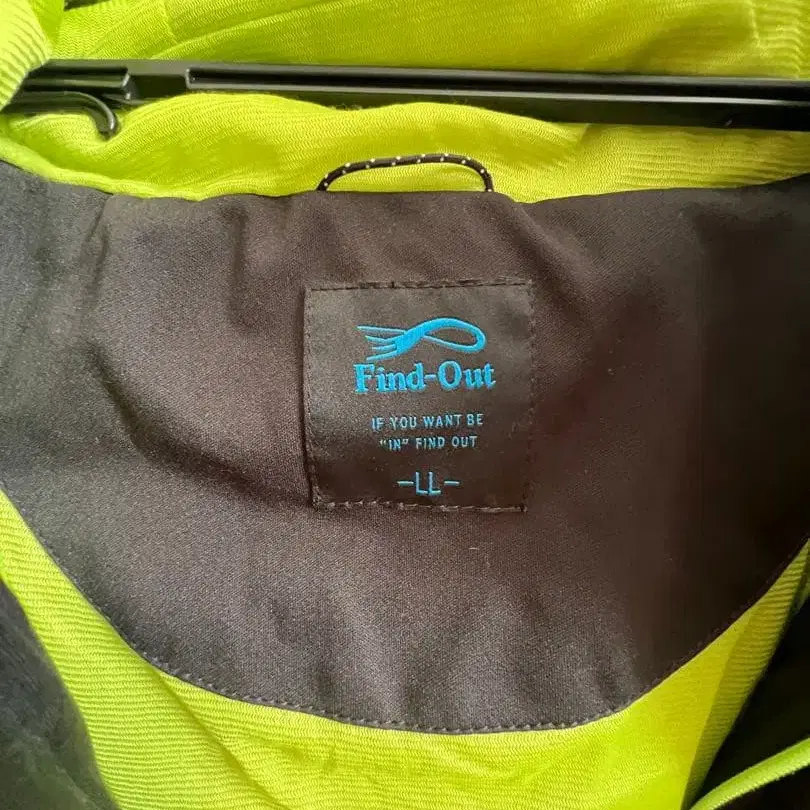 Find-Out
IF YOU WANT BE
"IN" FIND OUT
-LL-